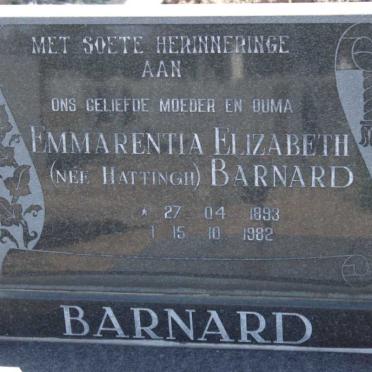 MET SOETE HERINNERINGE
AAN
ONS GELIEFDE MOEDER EN OUMA
EMMARENTIA ELIZABETH
(NÉE HATTINGH) BARNARD
* 27 04 1893
† 15 10 1982
BARNARD